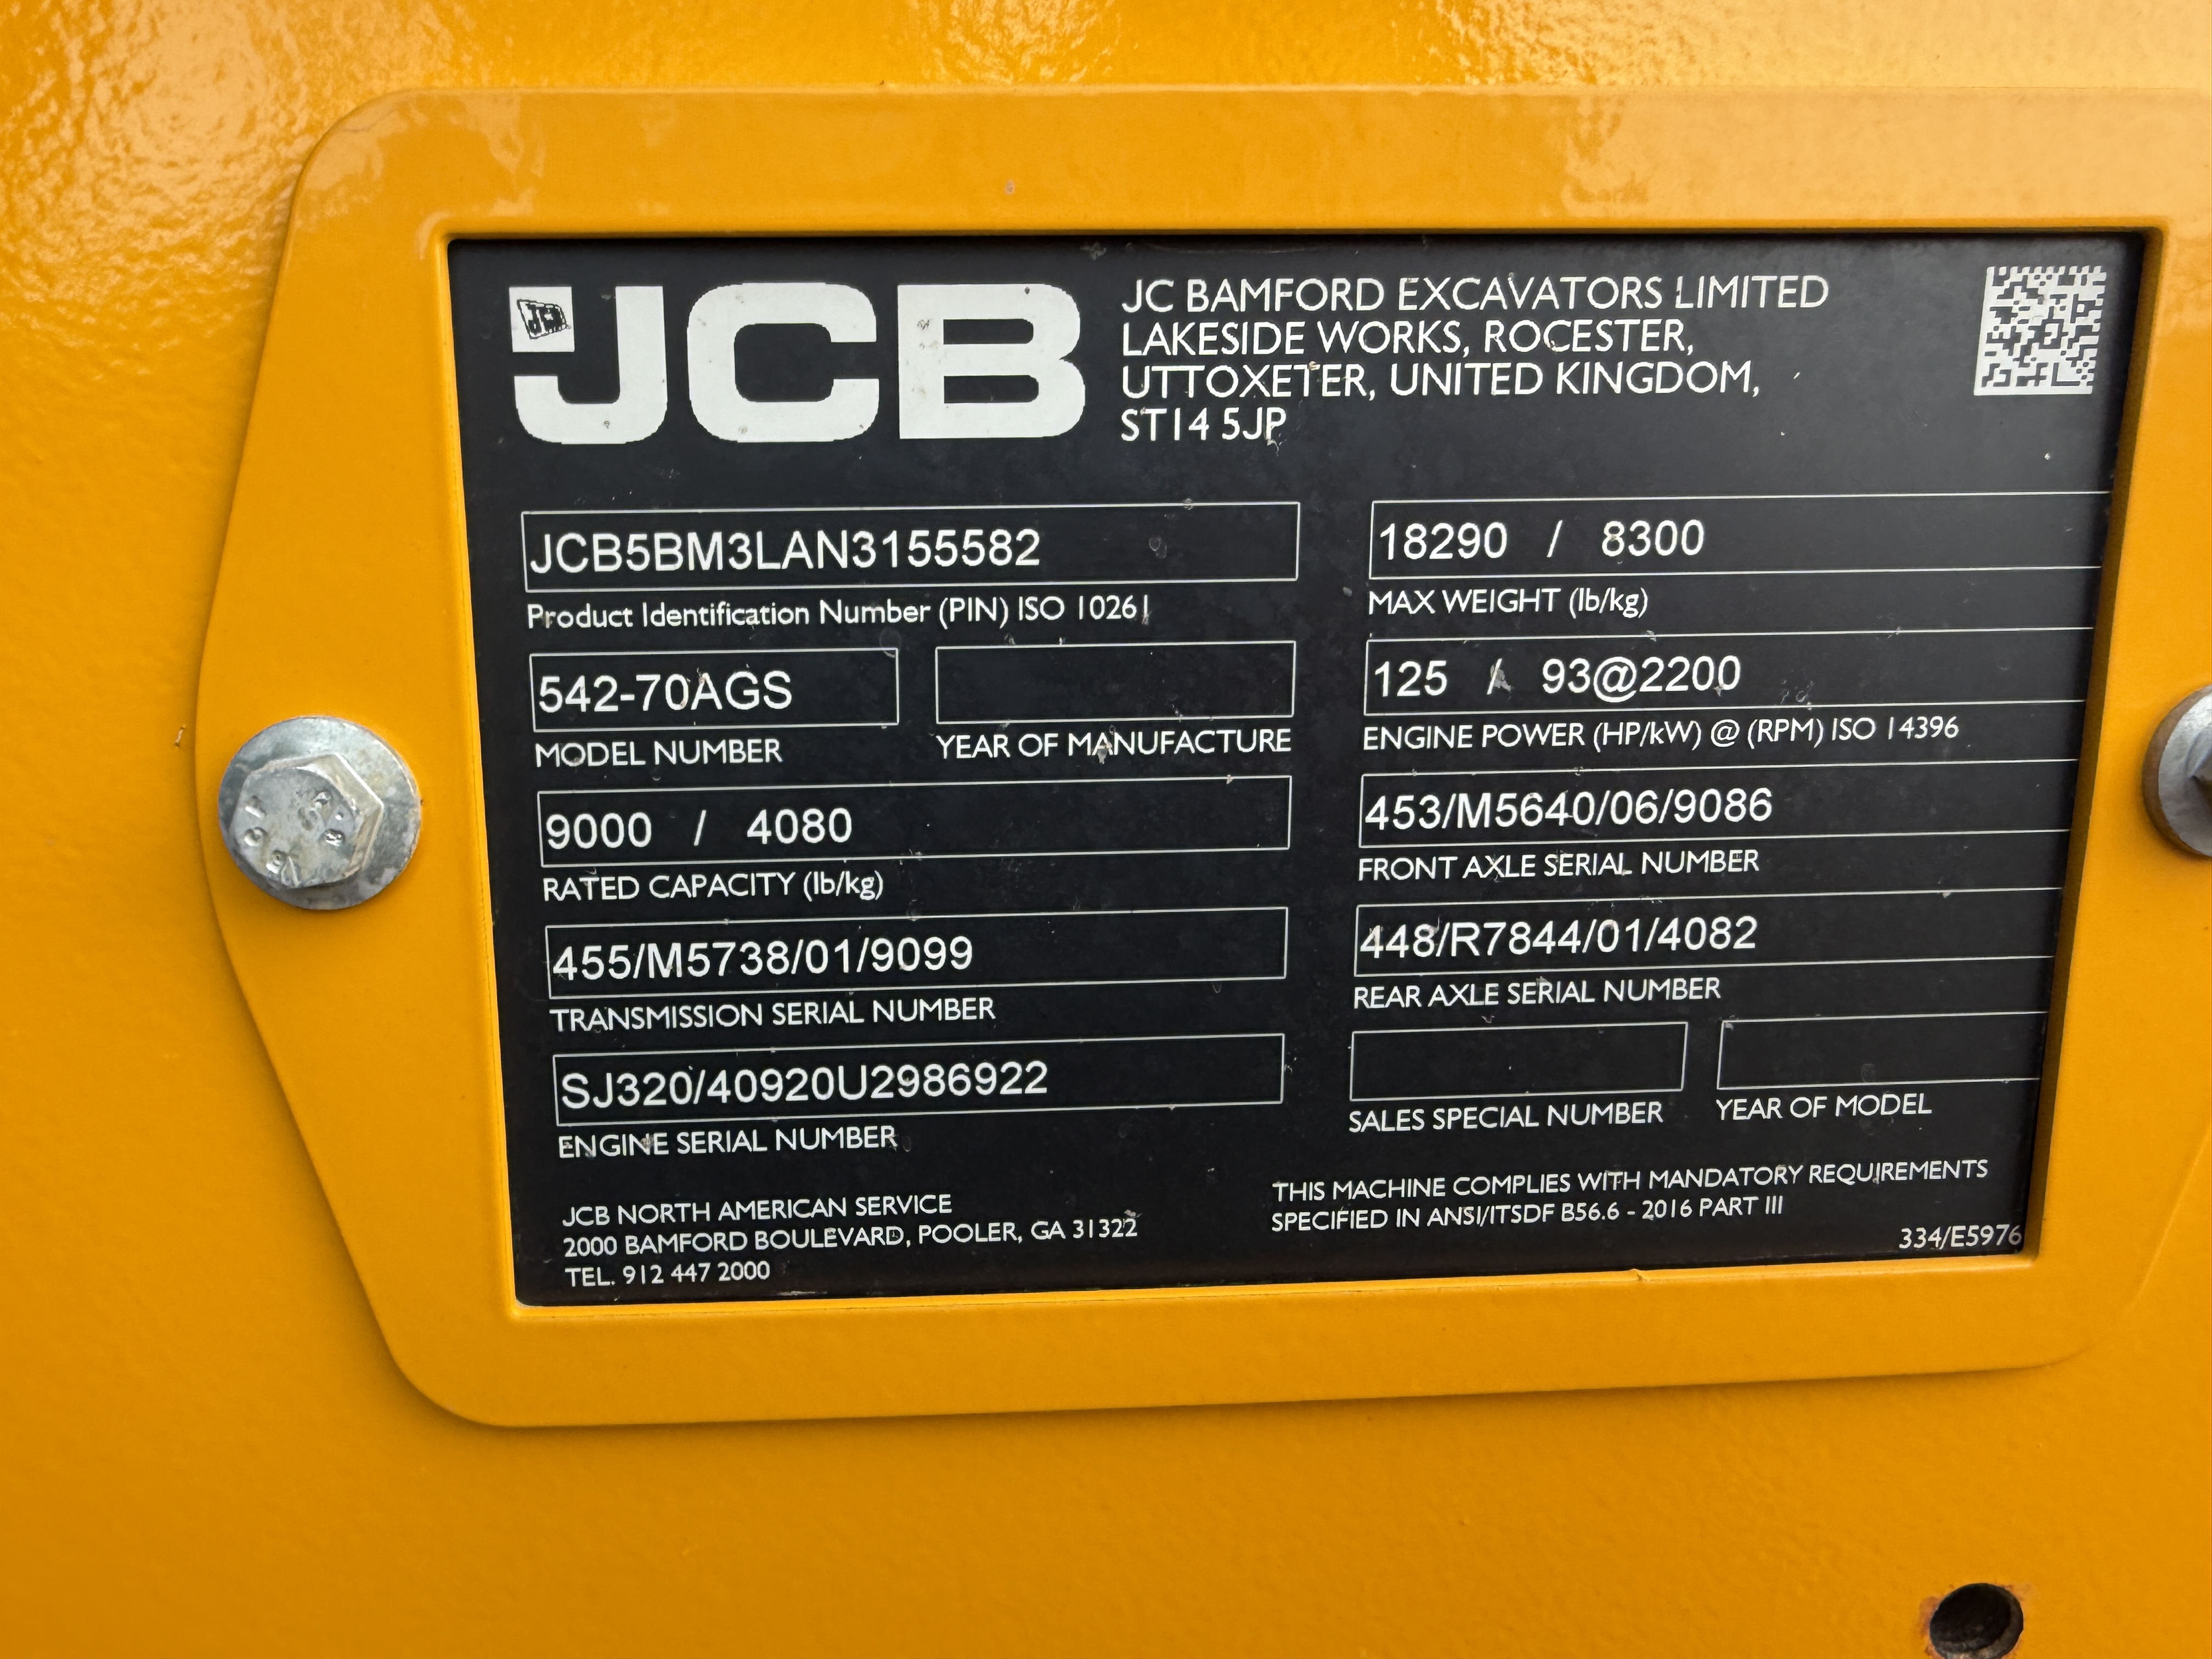 JCB
JC BAMFORD EXCAVATORS LIMITED
LAKESIDE WORKS, ROCESTER,
UTTOXETER, UNITED KINGDOM,
ST14 5JP
JCB5BM3LAN3155582
Product Identification Number (PIN) ISO 10261
542-70AGS
MODEL NUMBER
YEAR OF MANUFACTURE
9000 / 4080
RATED CAPACITY (lb/kg)
455/M5738/01/9099
TRANSMISSION SERIAL NUMBER
SJ320/40920U2986922
ENGINE SERIAL NUMBER
18290 / 8300
MAX WEIGHT (lb/kg)
125 / 93@2200
ENGINE POWER (HP/kW) @ (RPM) ISO 14396
453/M5640/06/9086
FRONT AXLE SERIAL NUMBER
448/R7844/01/4082
REAR AXLE SERIAL NUMBER
SALES SPECIAL NUMBER
YEAR OF MODEL
JCB NORTH AMERICAN SERVICE
2000 BAMFORD BOULEVARD, POOLER, GA 31322
TEL. 912 447 2000
THIS MACHINE COMPLIES WITH MANDATORY REQUIREMENTS
SPECIFIED IN ANSI/ITSDF B56.6 - 2016 PART III
334/E5976